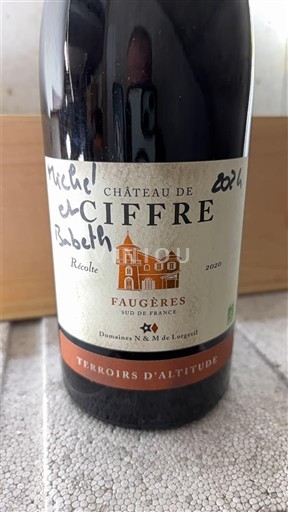 Michel
et
Babeth
2024
CHÂTEAU DE
CIFFRE
Récolte 2020
FAUGÈRES
SUD DE FRANCE
Domaines N & M de Lorgeril
TERROIRS D'ALTITUDE